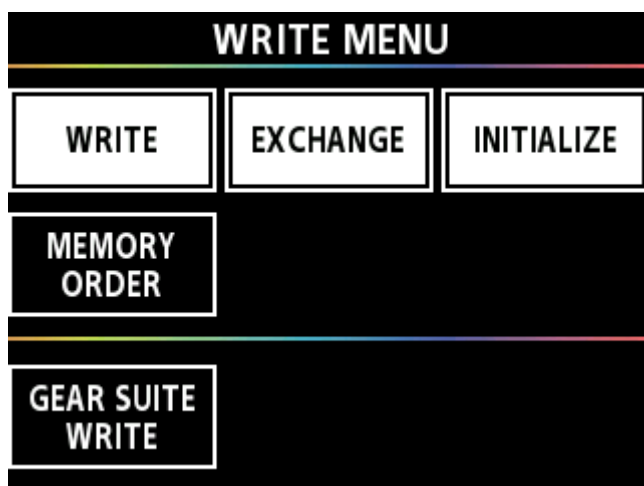 WRITE MENU
WRITE EXCHANGE INITIALIZE
MEMORY
ORDER
GEAR SUITE
WRITE